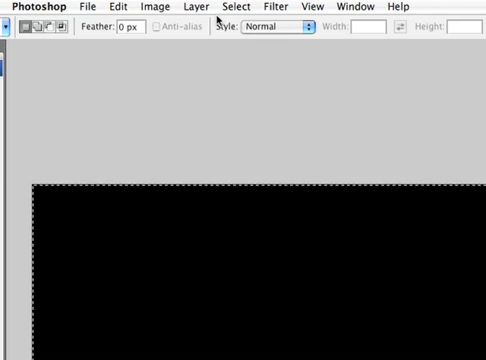 Photoshop File Edit Image Layer Select Filter View Window Help
Feather: 0 px Anti-alias Style: Normal Width: Height: